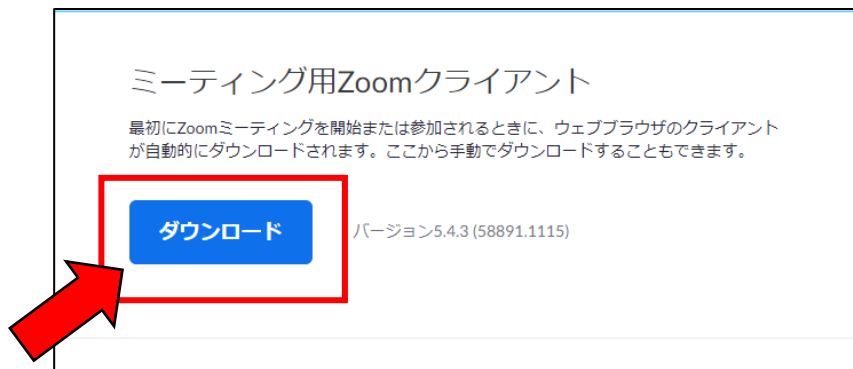 ミーティング用Zoomクライアント
最初にZoomミーティングを開始または参加されるときに、ウェブブラウザのクライアント
が自動的にダウンロードされます。ここから手動でダウンロードすることもできます。
ダウンロード
バージョン5.4.3 (58891.1115)